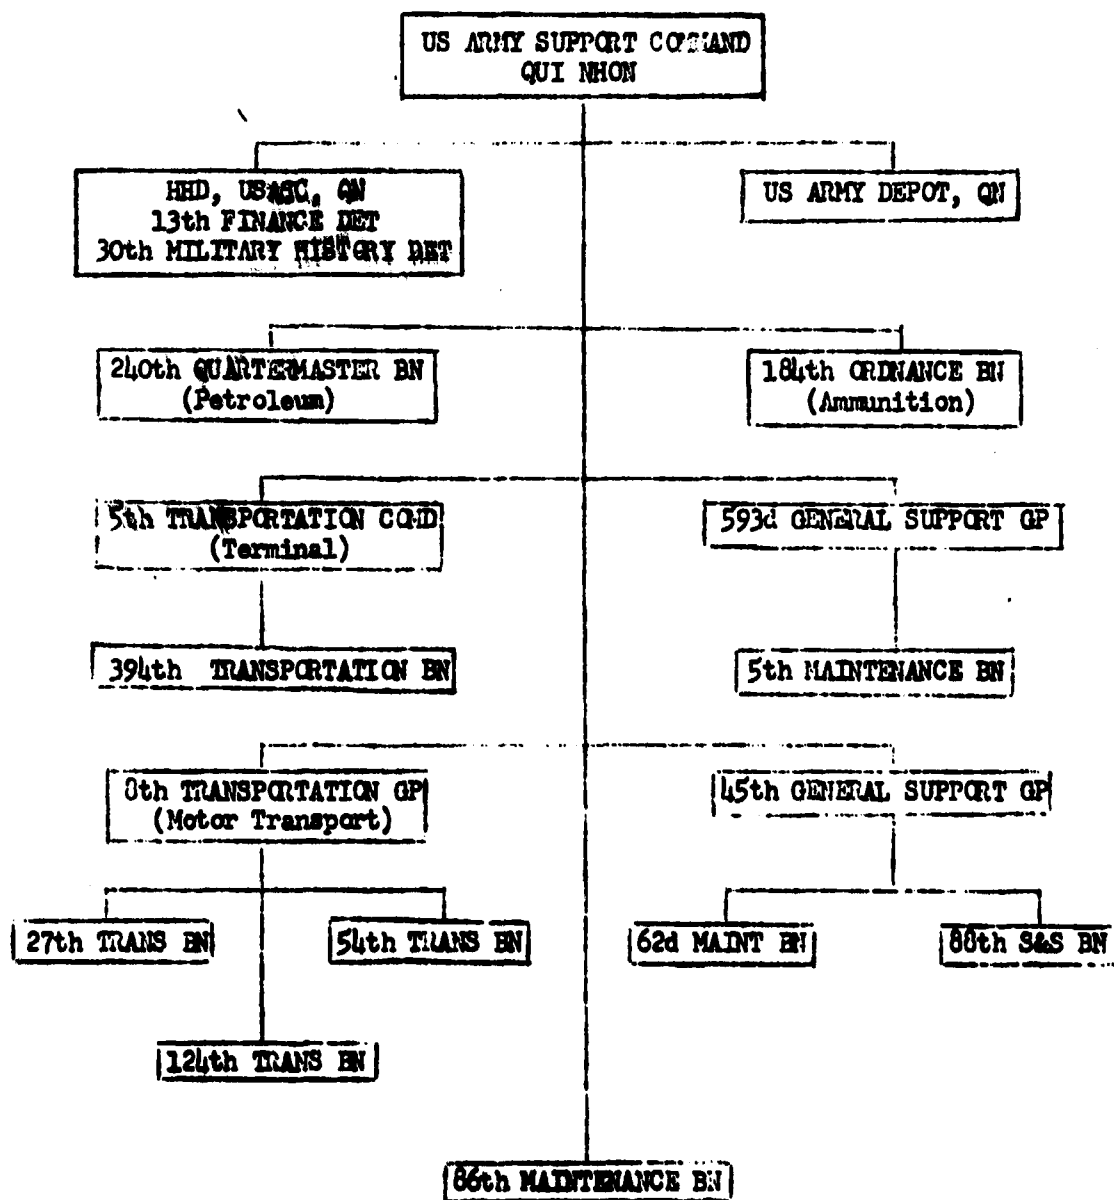 US ARMY SUPPORT COMMAND
QUI NHON
HHD, USASC, QN
13th FINANCE DET
30th MILITARY HISTORY DET
US ARMY DEPOT, QN
240th QUARTERMASTER BN
(Petroleum)
184th ORDNANCE BN
(Ammunition)
5th TRANSPORTATION COMD
(Terminal)
593d GENERAL SUPPORT GP
394th TRANSPORTATION BN
5th MAINTENANCE BN
8th TRANSPORTATION GP
(Motor Transport)
45th GENERAL SUPPORT GP
27th TRANS BN
54th TRANS BN
62d MAINT BN
88th S&S BN
124th TRANS BN
86th MAINTENANCE BN